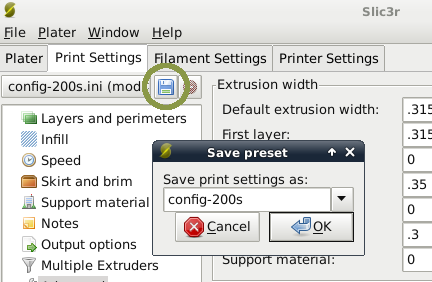 Slic3r
File Plater Window Help
Plater Print Settings Filament Settings Printer Settings
config-200s.ini (mod
Extrusion width
Layers and perimeters
Default extrusion width: .315
Infill
First layer: .315
Speed
0
Skirt and brim
.35
Support material
0
Notes
.3
Output options
Support material: 0
Multiple Extruders
Save preset
Save print settings as:
config-200s
Cancel OK